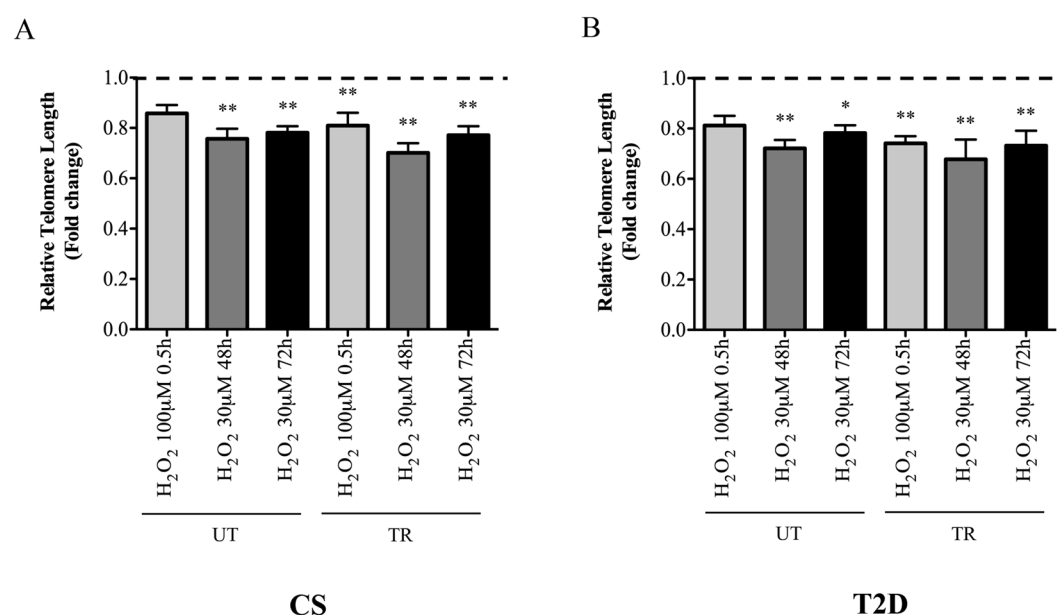 A
Relative Telomere Length
(Fold change)
1.0
0.8
0.6
0.4
0.2
0.0
**
**
**
**
**
H₂O₂ 100μM 0.5h
H₂O₂ 30μM 48h
H₂O₂ 30μM 72h
H₂O₂ 100μM 0.5h
H₂O₂ 30μM 48h
H₂O₂ 30μM 72h
UT
TR
CS
B
Relative Telomere Length
(Fold change)
1.0
0.8
0.6
0.4
0.2
0.0
**
*
**
**
**
H₂O₂ 100μM 0.5h
H₂O₂ 30μM 48h
H₂O₂ 30μM 72h
H₂O₂ 100μM 0.5h
H₂O₂ 30μM 48h
H₂O₂ 30μM 72h
UT
TR
T2D